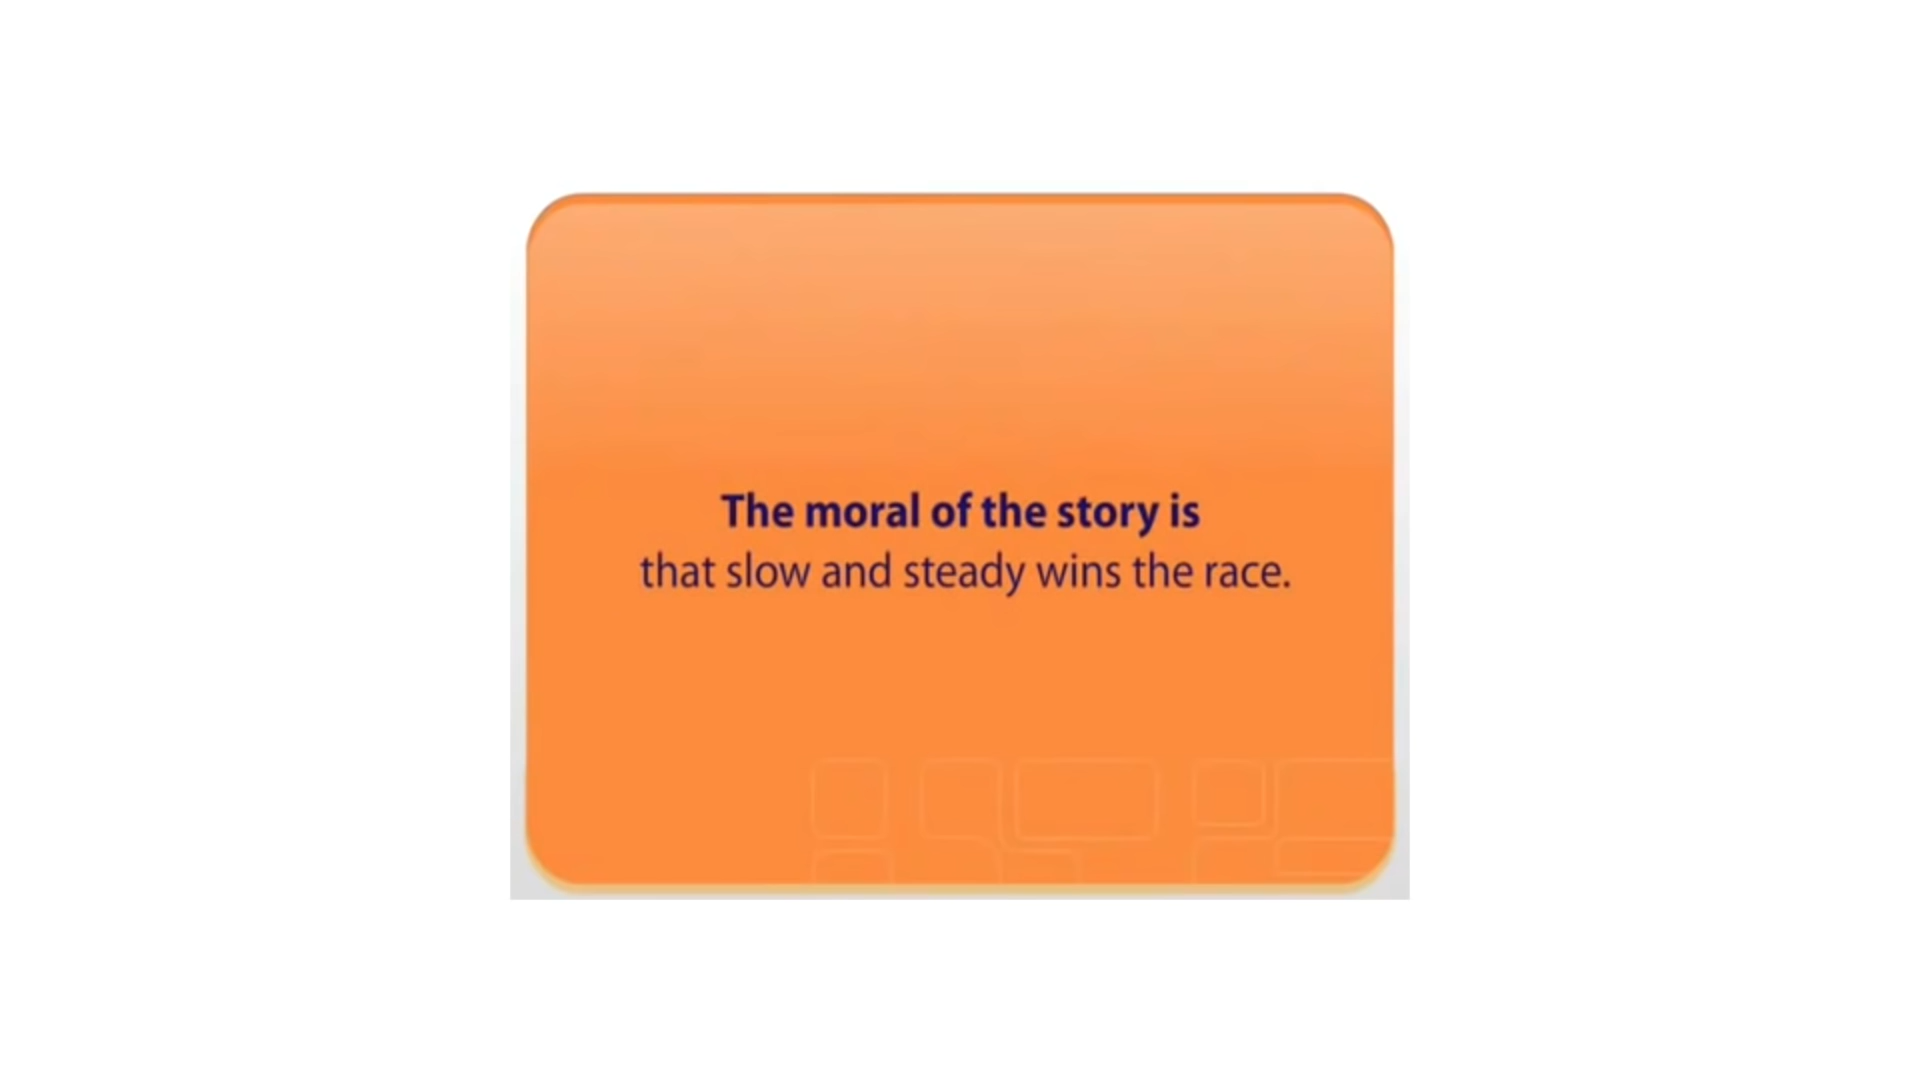 The moral of the story is
that slow and steady wins the race.